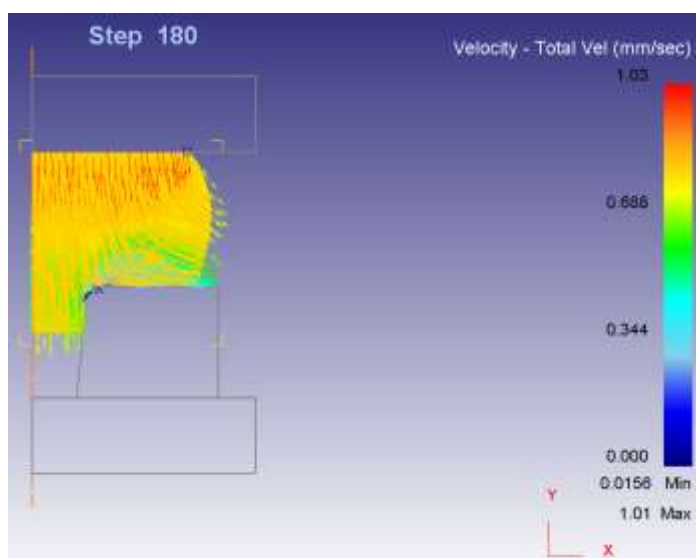 Step 180
Velocity - Total Vel (mm/sec)
1.03
0.686
0.344
0.000
0.0156 Min
1.01 Max
Y
X